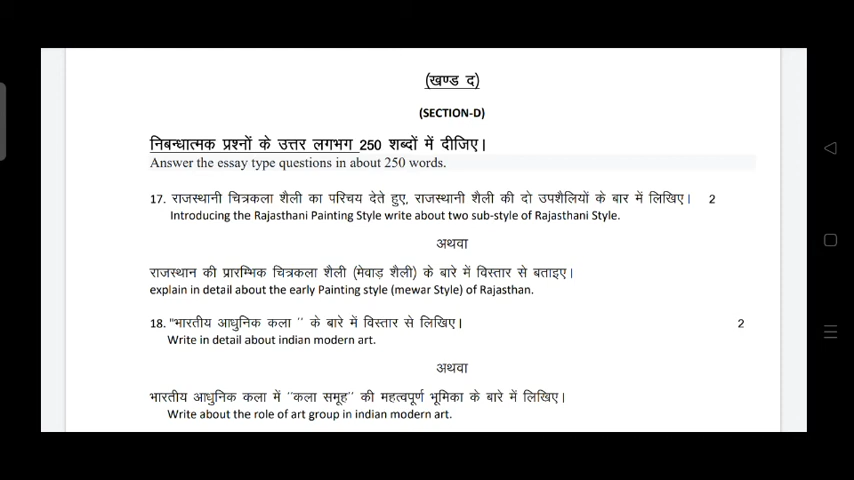 (खण्ड द)
(SECTION-D)
निबन्धात्मक प्रश्नों के उत्तर लगभग 250 शब्दों में दीजिए।
Answer the essay type questions in about 250 words.
17. राजस्थानी चित्रकला शैली का परिचय देते हुए, राजस्थानी शैली की दो उपशैलियों के बार में लिखिए। 2
Introducing the Rajasthani Painting Style write about two sub-style of Rajasthani Style.
अथवा
राजस्थान की प्रारम्भिक चित्रकला शैली (मेवाड़ शैली) के बारे में विस्तार से बताइए।
explain in detail about the early Painting style (mewar Style) of Rajasthan.
18. "भारतीय आधुनिक कला '' के बारे में विस्तार से लिखिए। 2
Write in detail about indian modern art.
अथवा
भारतीय आधुनिक कला में ''कला समूह'' की महत्वपूर्ण भूमिका के बारे में लिखिए।
Write about the role of art group in indian modern art.